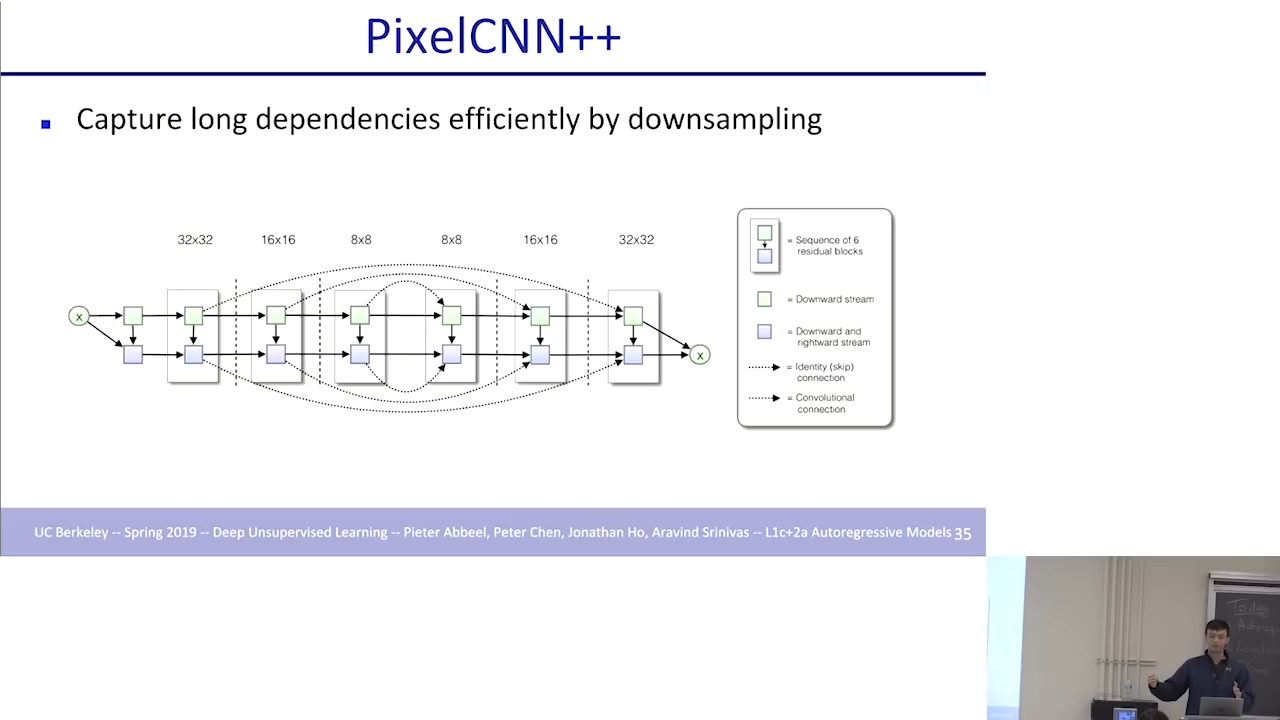 PixelCNN++
Capture long dependencies efficiently by downsampling
32x32 16x16 8x8 8x8 16x16 32x32
x
x
= Sequence of 6
residual blocks
= Downward stream
= Downward and
rightward stream
= Identity (skip)
connection
= Convolutional
connection
UC Berkeley -- Spring 2019 -- Deep Unsupervised Learning -- Pieter Abbeel, Peter Chen, Jonathan Ho, Aravind Srinivas -- L1c+2a Autoregressive Models 35
Today